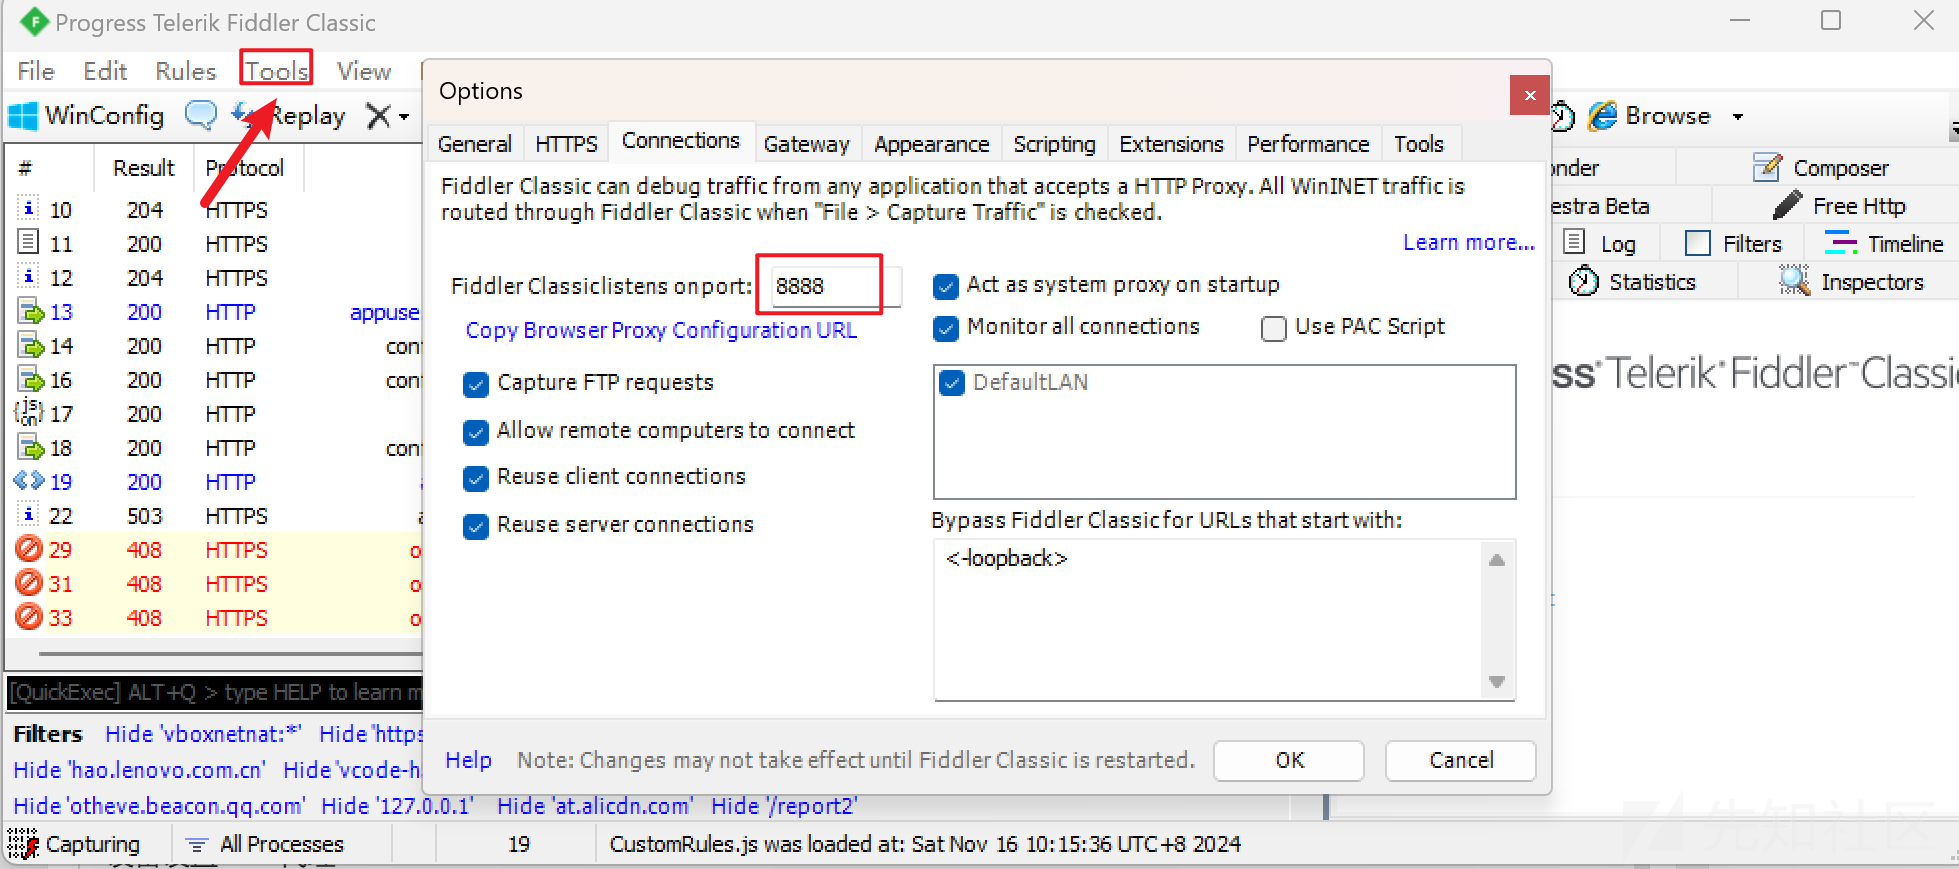 Progress Telerik Fiddler Classic
File Edit Rules Tools View
WinConfig Replay Browse
# Result Protocol
10 204 HTTPS
11 200 HTTPS
12 204 HTTPS
13 200 HTTP appuse
14 200 HTTP con
16 200 HTTP con
{js on} 17 200 HTTP
18 200 HTTP con
19 200 HTTP
22 503 HTTPS
29 408 HTTPS o
31 408 HTTPS o
33 408 HTTPS o
[QuickExec] ALT+Q > type HELP to learn m
Filters Hide 'vboxnetnat:*' Hide 'https
Hide 'hao.lenovo.com.cn' Hide 'vcode-h
Hide 'otheve.beacon.qq.com' Hide '127.0.0.1' Hide 'at.alicdn.com' Hide '/report2'
Capturing All Processes 19 CustomRules.js was loaded at: Sat Nov 16 10:15:36 UTC+8 2024
Options
General HTTPS Connections Gateway Appearance Scripting Extensions Performance Tools
Fiddler Classic can debug traffic from any application that accepts a HTTP Proxy. All WinINET traffic is
routed through Fiddler Classic when "File > Capture Traffic" is checked.
Learn more...
Fiddler Classic listens on port: 8888
Copy Browser Proxy Configuration URL
Capture FTP requests
Allow remote computers to connect
Reuse client connections
Reuse server connections
Act as system proxy on startup
Monitor all connections Use PAC Script
DefaultLAN
Bypass Fiddler Classic for URLs that start with:
<-loopback>
Help Note: Changes may not take effect until Fiddler Classic is restarted. OK Cancel
onder Composer
estra Beta Free Http
Log Filters Timeline
Statistics Inspectors
ss Telerik Fiddler™ Classic
先知社区